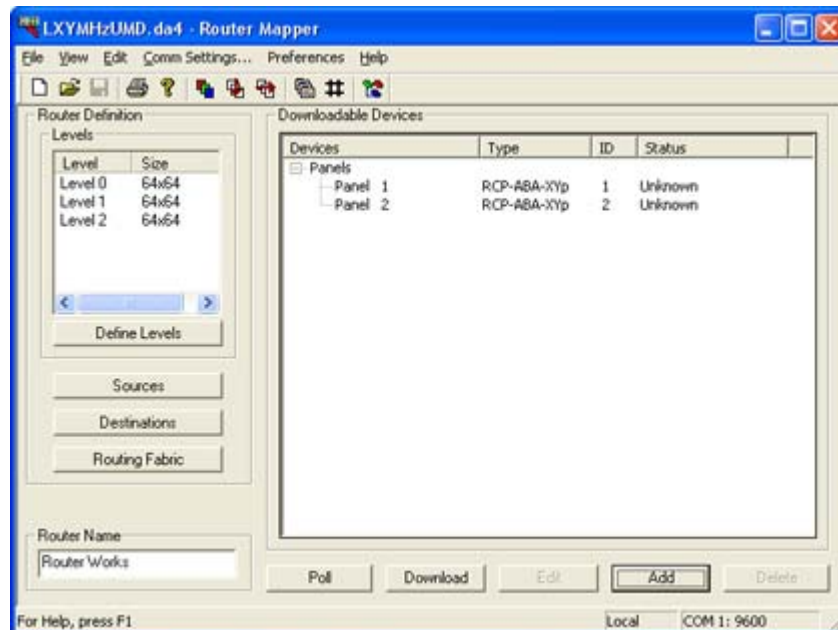 LXYMHzUMD.da4 - Router Mapper
File View Edit Comm Settings... Preferences Help
Router Definition
Levels
Level Size
Level 0 64x64
Level 1 64x64
Level 2 64x64
Define Levels
Sources
Destinations
Routing Fabric
Router Name
Router Works
Downloadable Devices
Devices Type ID Status
Panels
Panel 1 RCP-ABA-XYp 1 Unknown
Panel 2 RCP-ABA-XYp 2 Unknown
Poll Download Edit Add Delete
For Help, press F1 Local COM 1: 9600